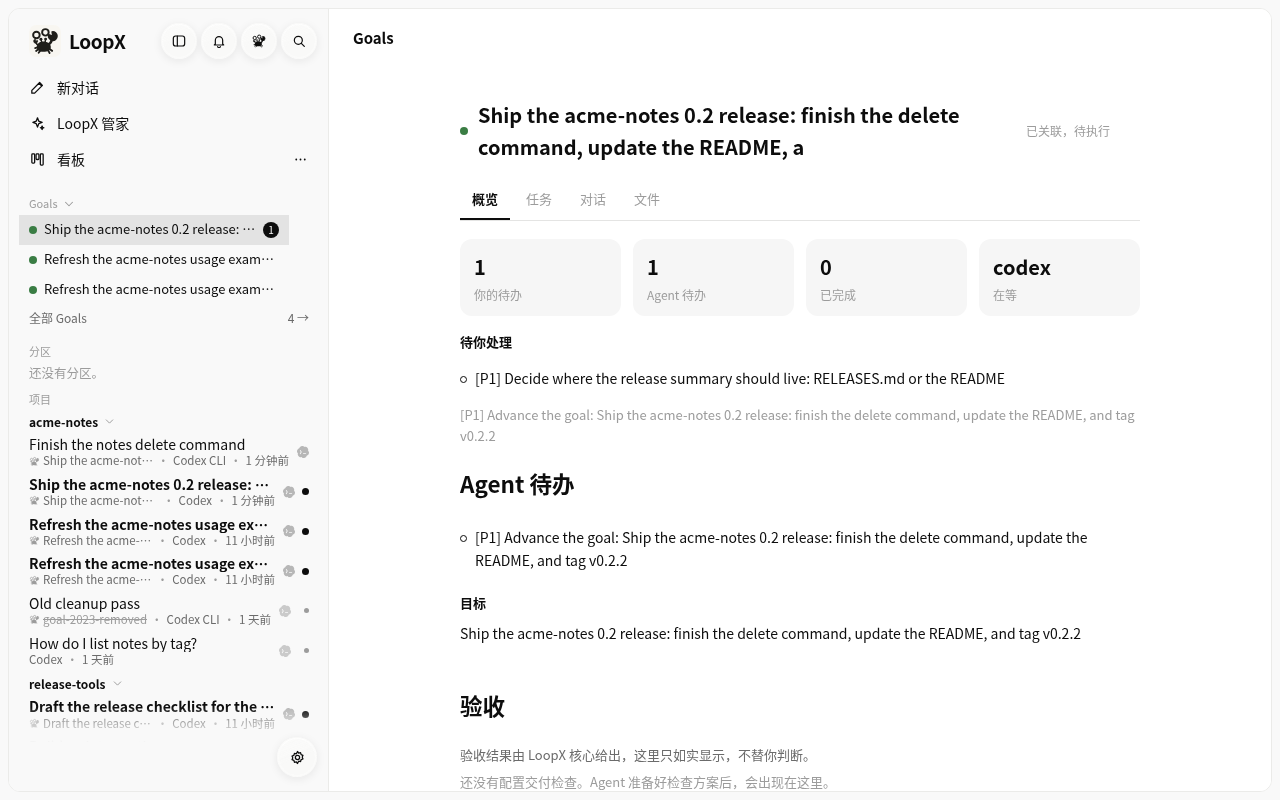 LoopX
新对话
LoopX 管家
看板
Goals
Ship the acme-notes 0.2 release: ··· 1
Refresh the acme-notes usage exam···
Refresh the acme-notes usage exam···
全部 Goals 4 →
分区
还没有分区。
项目
acme-notes
Finish the notes delete command
Ship the acme-not··· • Codex CLI • 1 分钟前
Ship the acme-notes 0.2 release: ···
Ship the acme-not··· • Codex • 1 分钟前
Refresh the acme-notes usage ex···
Refresh the acme-··· • Codex • 11 小时前
Refresh the acme-notes usage ex···
Refresh the acme-··· • Codex • 11 小时前
Old cleanup pass
goal-2023-removed • Codex CLI • 1 天前
How do I list notes by tag?
Codex • 1 天前
release-tools
Draft the release checklist for the ···
Draft the release c··· • Codex • 11 小时前
Goals
Ship the acme-notes 0.2 release: finish the delete
command, update the README, a
已关联，待执行
概览 任务 对话 文件
1 1 0 codex
你的待办 Agent 待办 已完成 在等
待你处理
[P1] Decide where the release summary should live: RELEASES.md or the README
[P1] Advance the goal: Ship the acme-notes 0.2 release: finish the delete command, update the README, and tag
v0.2.2
Agent 待办
[P1] Advance the goal: Ship the acme-notes 0.2 release: finish the delete command, update the
README, and tag v0.2.2
目标
Ship the acme-notes 0.2 release: finish the delete command, update the README, and tag v0.2.2
验收
验收结果由 LoopX 核心给出，这里只如实显示，不替你判断。
还没有配置交付检查。Agent 准备好检查方案后，会出现在这里。